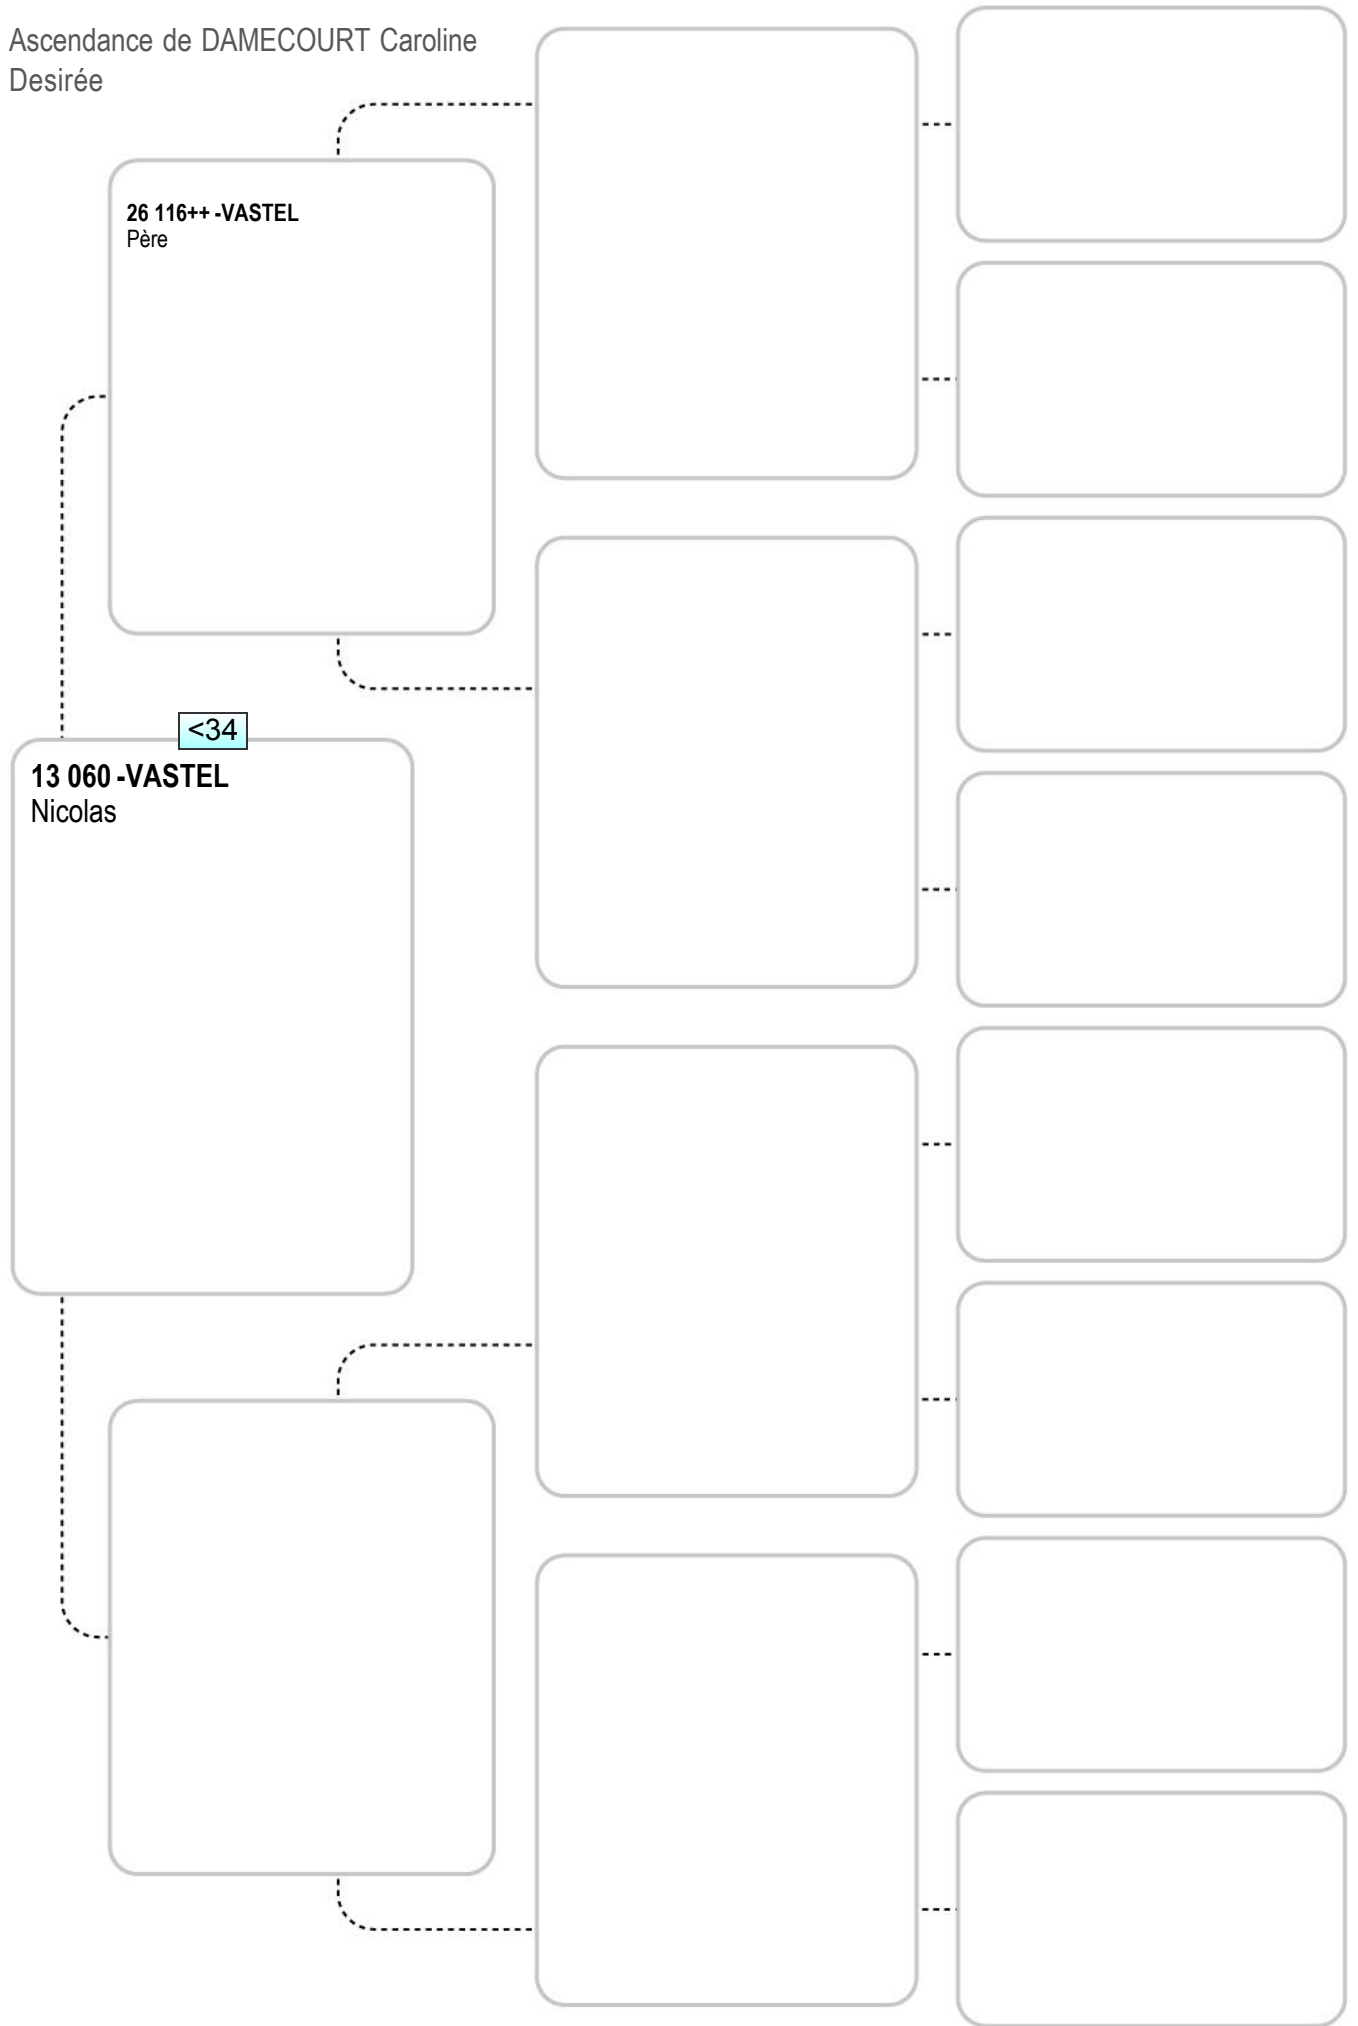 Ascendance de DAMECOURT Caroline
Desirée
26 116++ -VASTEL
Père
<34
13 060 -VASTEL
Nicolas